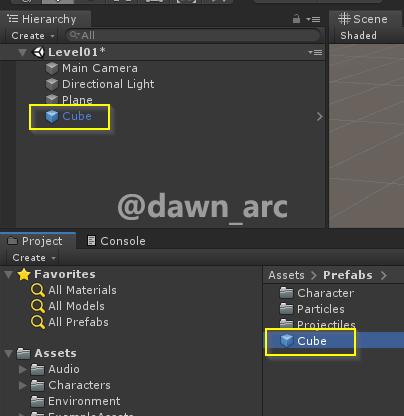 Hierarchy
Create All
Level01*
Main Camera
Directional Light
Plane
Cube
Scene
Shaded
@dawn_arc
Project Console
Create
Favorites
All Materials
All Models
All Prefabs
Assets
Audio
Characters
Environment
Assets Prefabs
Character
Particles
Projectiles
Cube